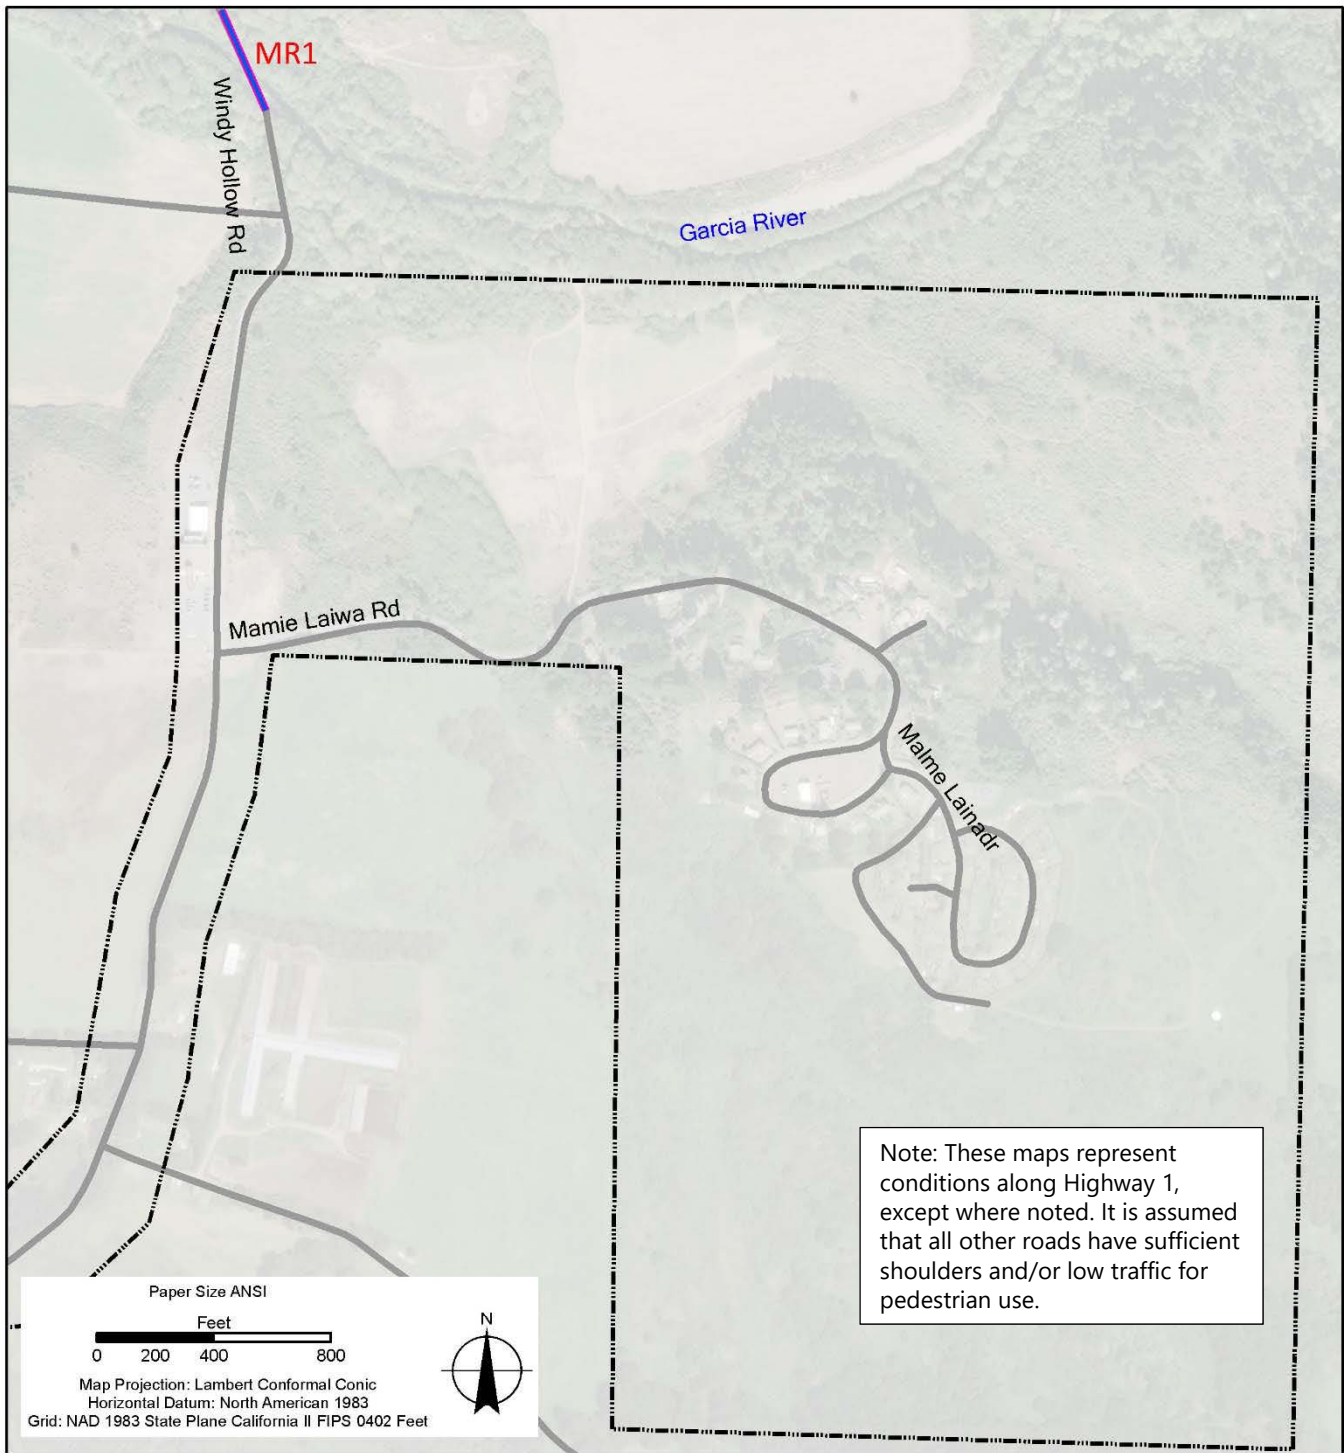 MR1
Windy Hollow Rd
Garcia River
Mamie Laiwa Rd
Malme Lainadr
Note: These maps represent
conditions along Highway 1,
except where noted. It is assumed
that all other roads have sufficient
shoulders and/or low traffic for
pedestrian use.
Paper Size ANSI
Feet
0 200 400 800
Map Projection: Lambert Conformal Conic
Horizontal Datum: North American 1983
Grid: NAD 1983 State Plane California II FIPS 0402 Feet
N